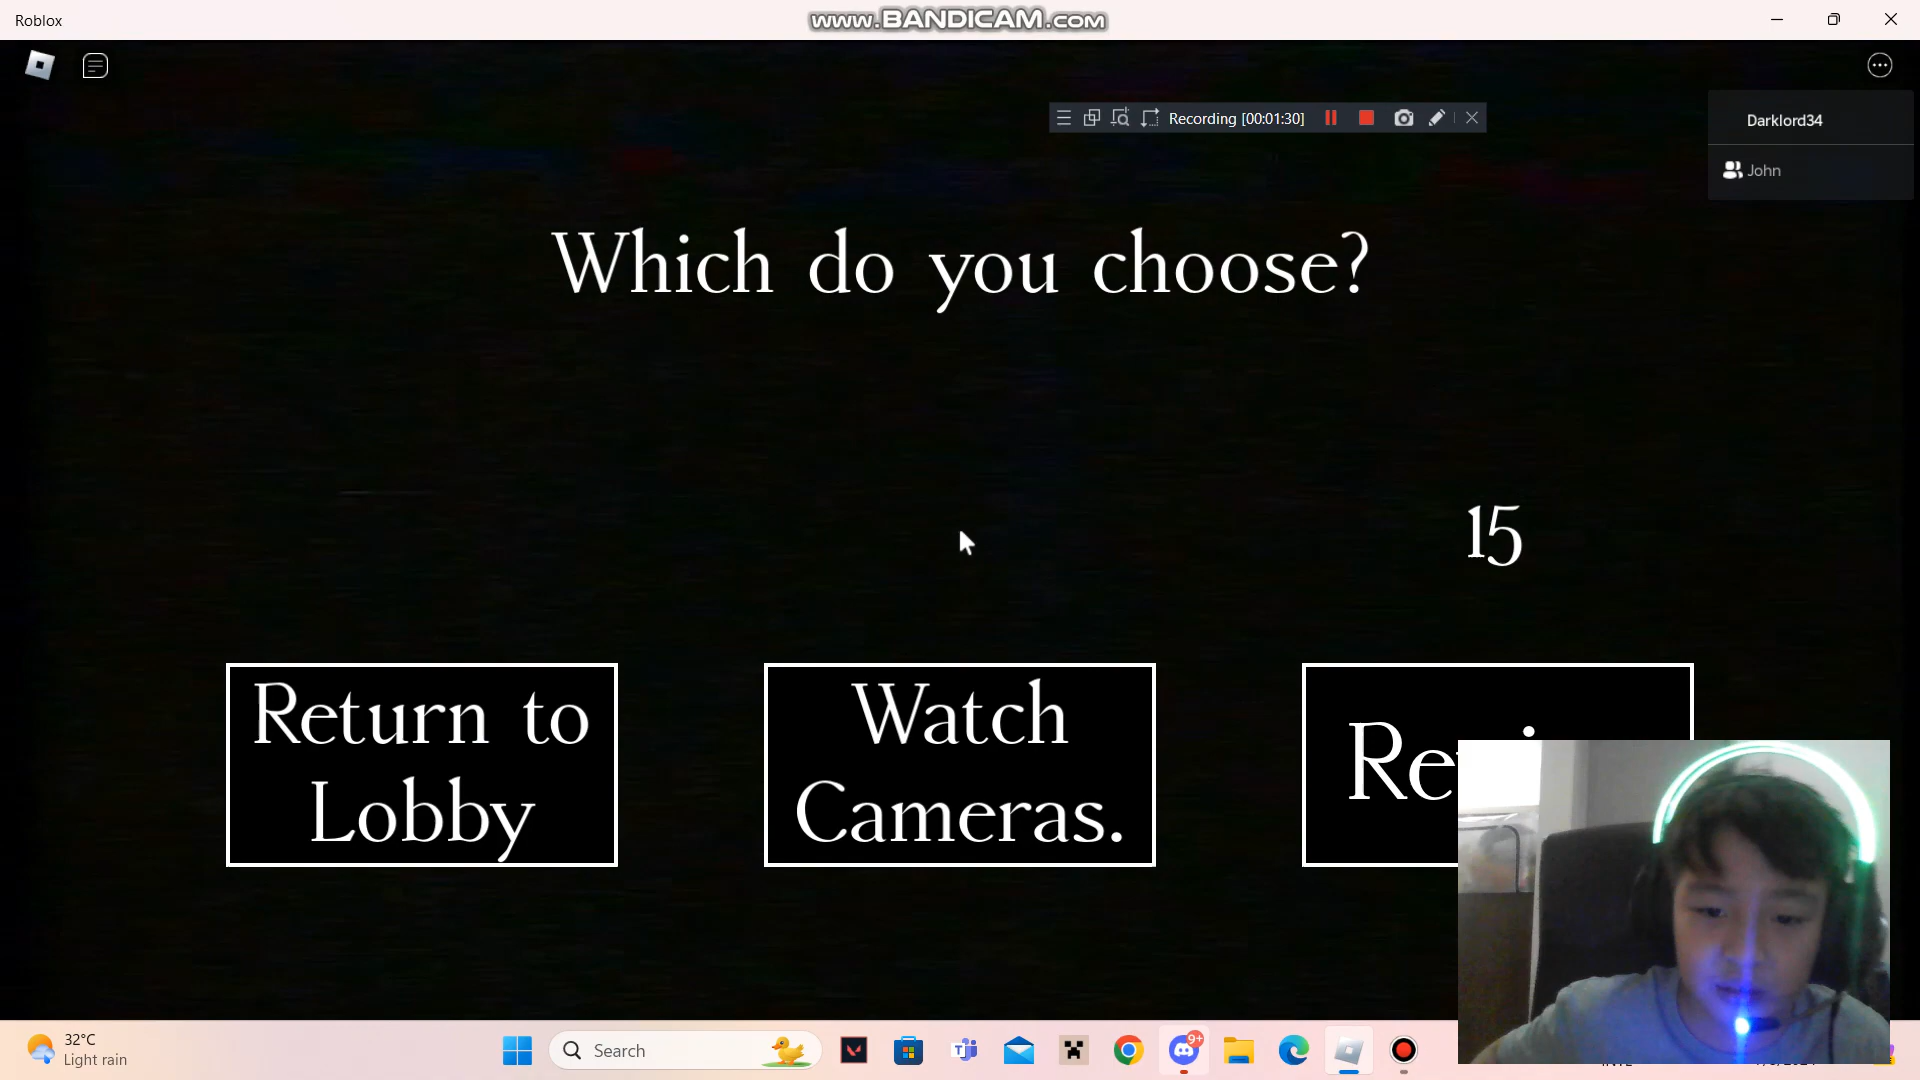 Roblox
www.BANDICAM.com
Recording [00:01:30]
Darklord34
John
Which do you choose?
15
Return to
Lobby
Watch
Cameras.
32°C
Light rain
Search
9+